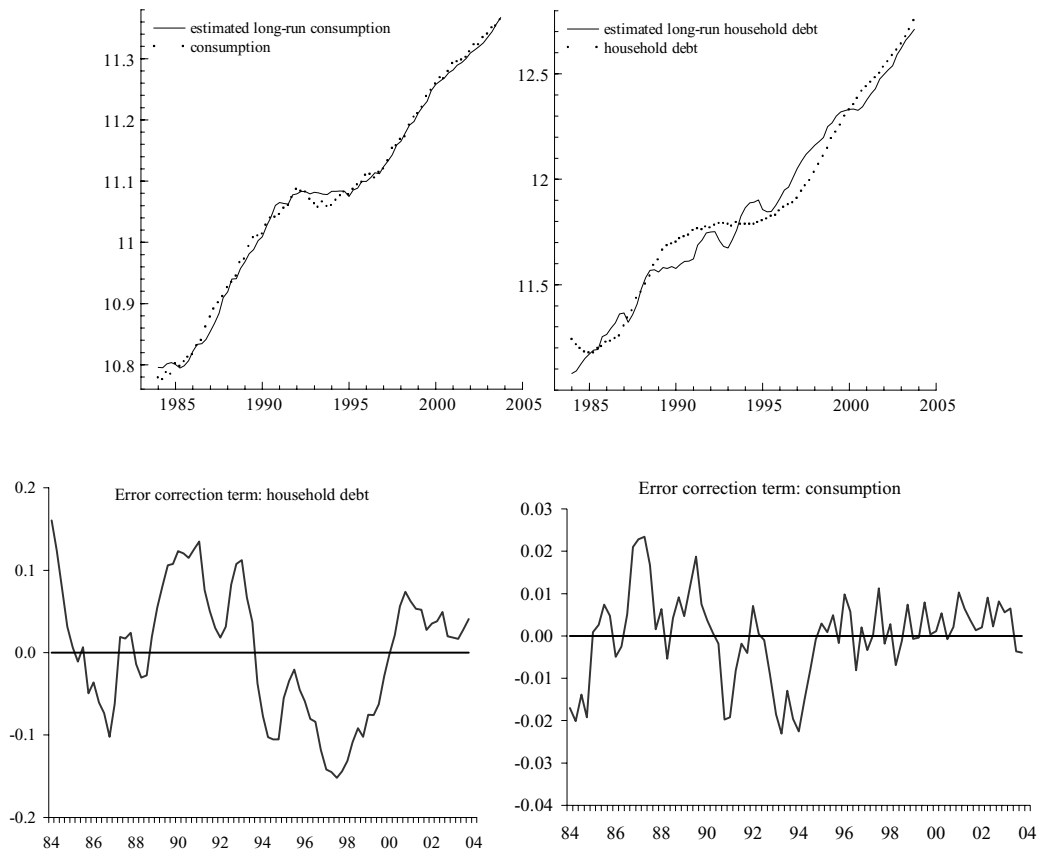 estimated long-run consumption
consumption
11.3
11.2
11.1
11
10.9
10.8
1985 1990 1995 2000 2005
estimated long-run household debt
household debt
12.5
12
11.5
1985 1990 1995 2000 2005
Error correction term: household debt
0.2
0.1
0.0
-0.1
-0.2
84 86 88 90 92 94 96 98 00 02 04
Error correction term: consumption
0.03
0.02
0.01
0.00
-0.01
-0.02
-0.03
-0.04
84 86 88 90 92 94 96 98 00 02 04